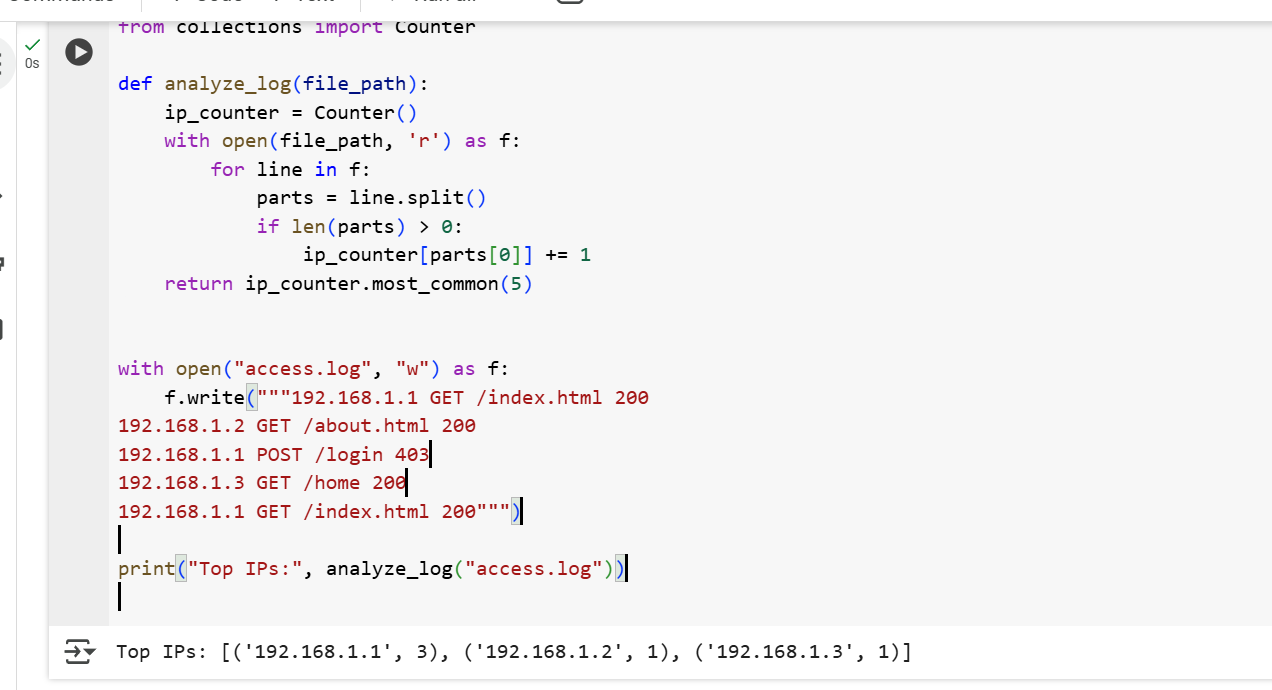 from collections import Counter
0s
def analyze_log(file_path):
    ip_counter = Counter()
    with open(file_path, 'r') as f:
        for line in f:
            parts = line.split()
            if len(parts) > 0:
                ip_counter[parts[0]] += 1
    return ip_counter.most_common(5)
with open("access.log", "w") as f:
    f.write("""192.168.1.1 GET /index.html 200
192.168.1.2 GET /about.html 200
192.168.1.1 POST /login 403
192.168.1.3 GET /home 200
192.168.1.1 GET /index.html 200""")
print("Top IPs:", analyze_log("access.log"))
Top IPs: [('192.168.1.1', 3), ('192.168.1.2', 1), ('192.168.1.3', 1)]